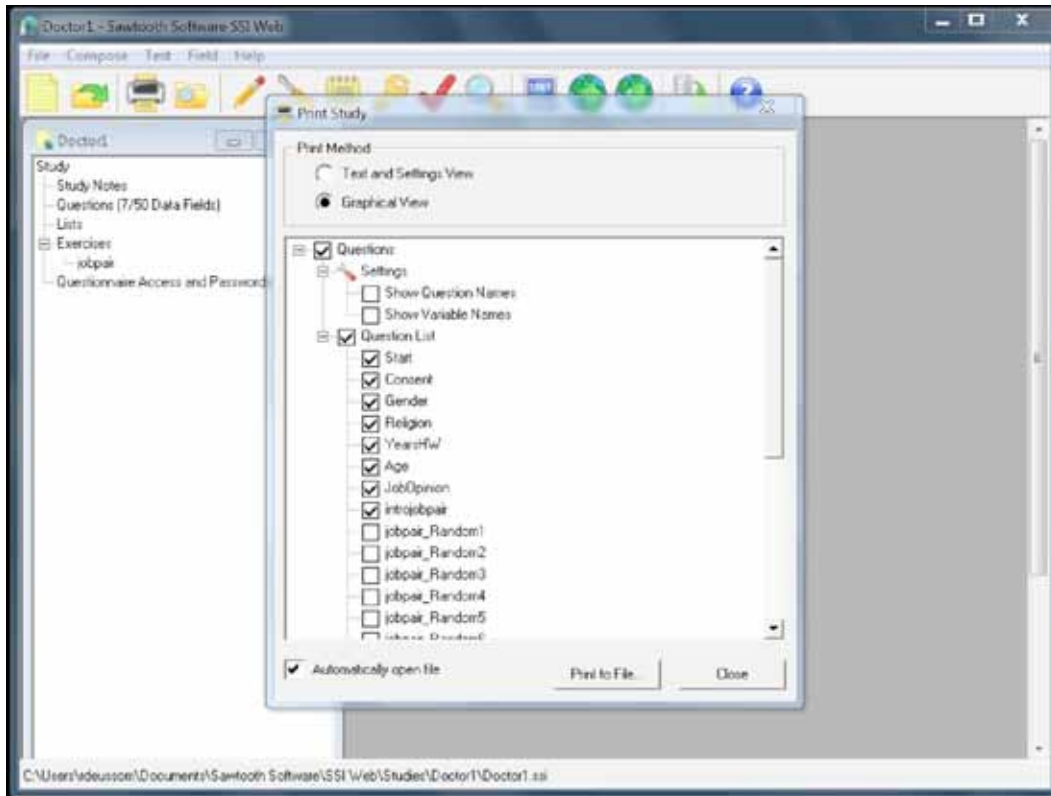 Doctor1 - Sawtooth Software SSI Web
File Compose Test Field Help
Print Study
Doctor1
Study
Study Notes
Questions (7/50 Data Fields)
Lists
Exercises
jobpair
Questionnaire Access and Password
Print Method
Text and Settings View
Graphical View
Questions
Settings
Show Question Names
Show Variable Names
Question List
Start
Consent
Gender
Religion
YearsHW
Age
JobOpinion
introjobpair
jobpair_Random1
jobpair_Random2
jobpair_Random3
jobpair_Random4
jobpair_Random5
Automatically open file
Print to File...
Close
C:\Users\rdeussom\Documents\Sawtooth Software\SSI Web\Studies\Doctor1\Doctor1.ssi